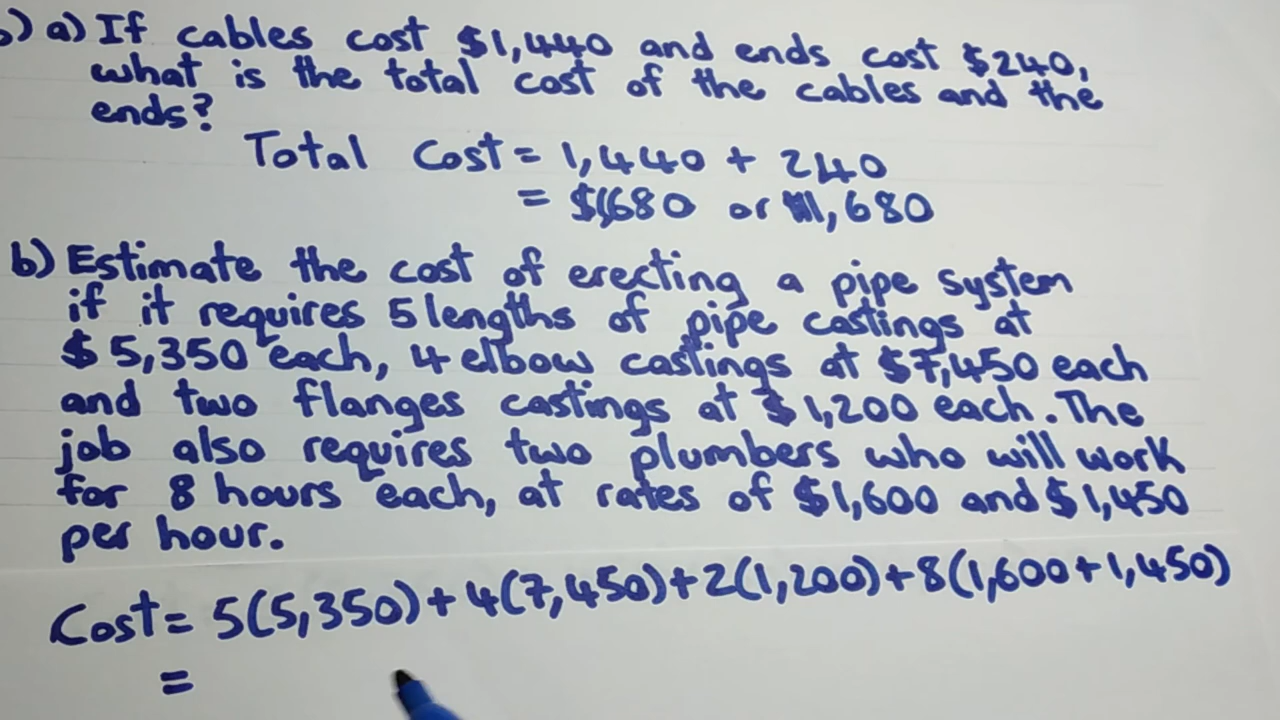 ) a) If cables cost $1,440 and ends cost $240,
what is the total cost of the cables and the
ends?
Total Cost = 1,440 + 240
= $1,680 or $1,680
b) Estimate the cost of erecting a pipe system
if it requires 5 lengths of pipe castings at
$5,350 each, 4 elbow castings at $7,450 each
and two flanges castings at $1,200 each. The
job also requires two plumbers who will work
for 8 hours each, at rates of $1,600 and $1,450
per hour.
Cost = 5(5,350) + 4(7,450) + 2(1,200) + 8(1,600 + 1,450)
=